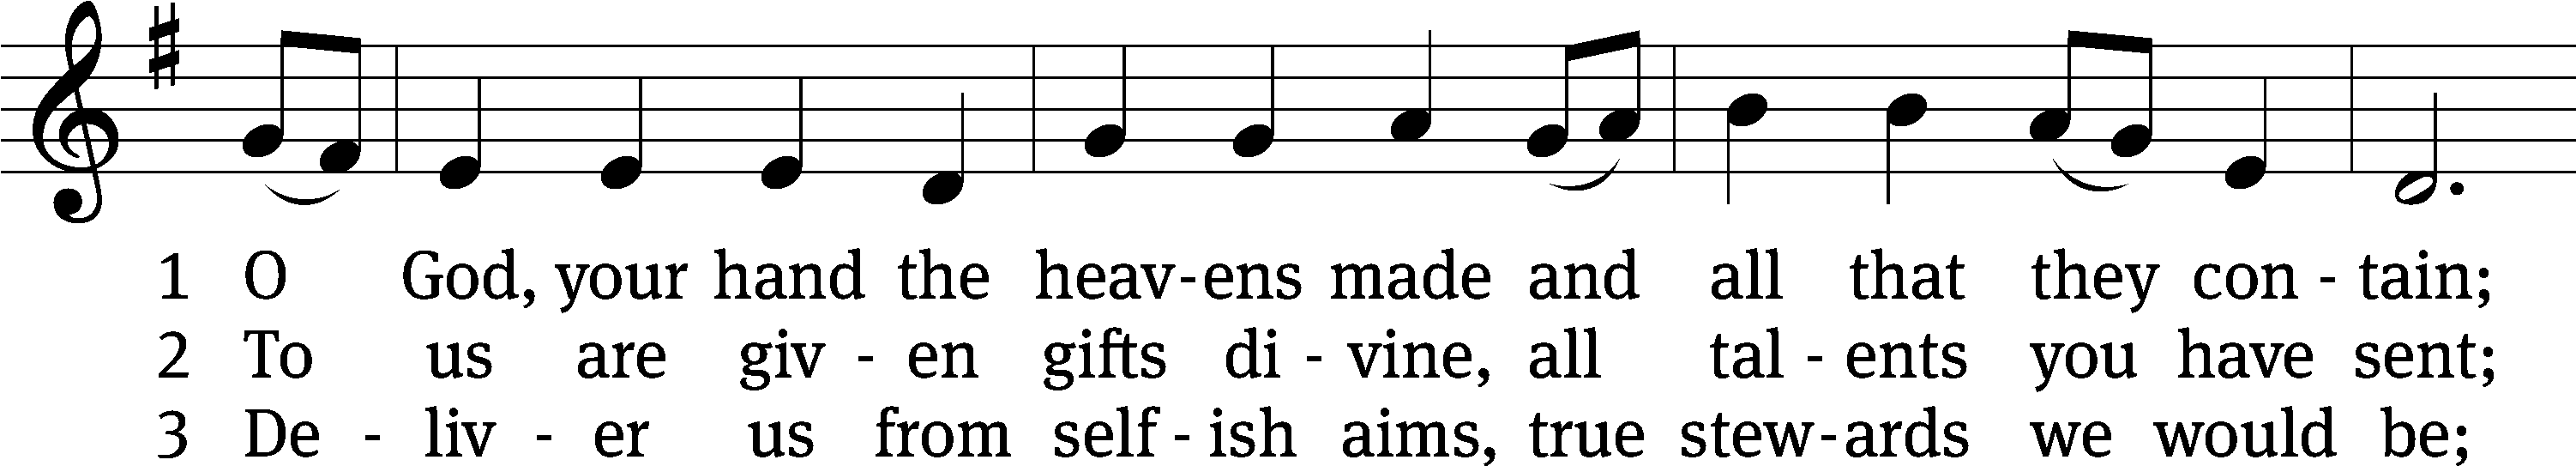 1 O God, your hand the heav-ens made and all that they con - tain;
2 To us are giv - en gifts di - vine, all tal - ents you have sent;
3 De - liv - er us from self - ish aims, true stew-ards we would be;